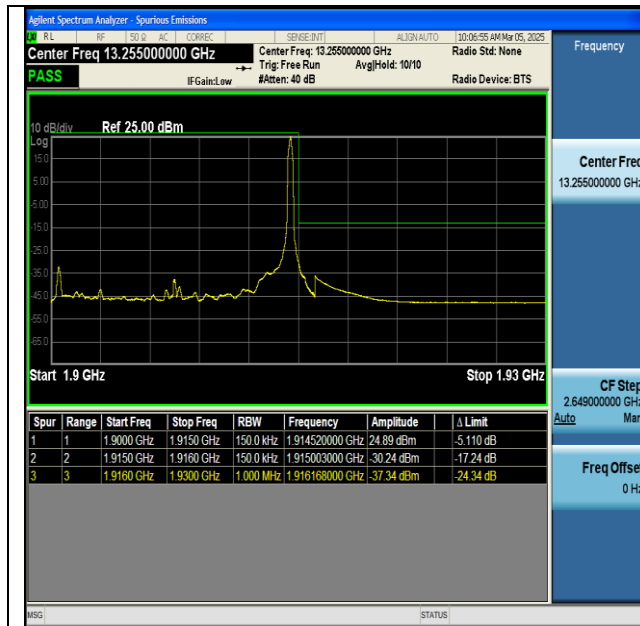 Agilent Spectrum Analyzer - Spurious Emissions
RL RF 50 Ω AC CORREC SENSE:INT ALIGN AUTO 10:06:55 AM Mar 05, 2025
Center Freq 13.255000000 GHz
Center Freq: 13.255000000 GHz
Radio Std: None
Trig: Free Run Avg|Hold: 10/10
PASS
IFGain:Low
#Atten: 40 dB
Radio Device: BTS
10 dB/div Ref 25.00 dBm
Log
15.0
5.00
-5.00
-15.0
-25.0
-35.0
-45.0
-55.0
-65.0
Start 1.9 GHz
Stop 1.93 GHz
Spur Range Start Freq Stop Freq RBW Frequency Amplitude Δ Limit
1 1 1.9000 GHz 1.9150 GHz 150.0 kHz 1.914520000 GHz 24.89 dBm -5.110 dB
2 2 1.9150 GHz 1.9160 GHz 150.0 kHz 1.915003000 GHz -30.24 dBm -17.24 dB
3 3 1.9160 GHz 1.9300 GHz 1.000 MHz 1.916168000 GHz -37.34 dBm -24.34 dB
MSG
STATUS
Frequency
Center Freq
13.255000000 GHz
CF Step
2.649000000 GHz
Auto Man
Freq Offset
0 Hz